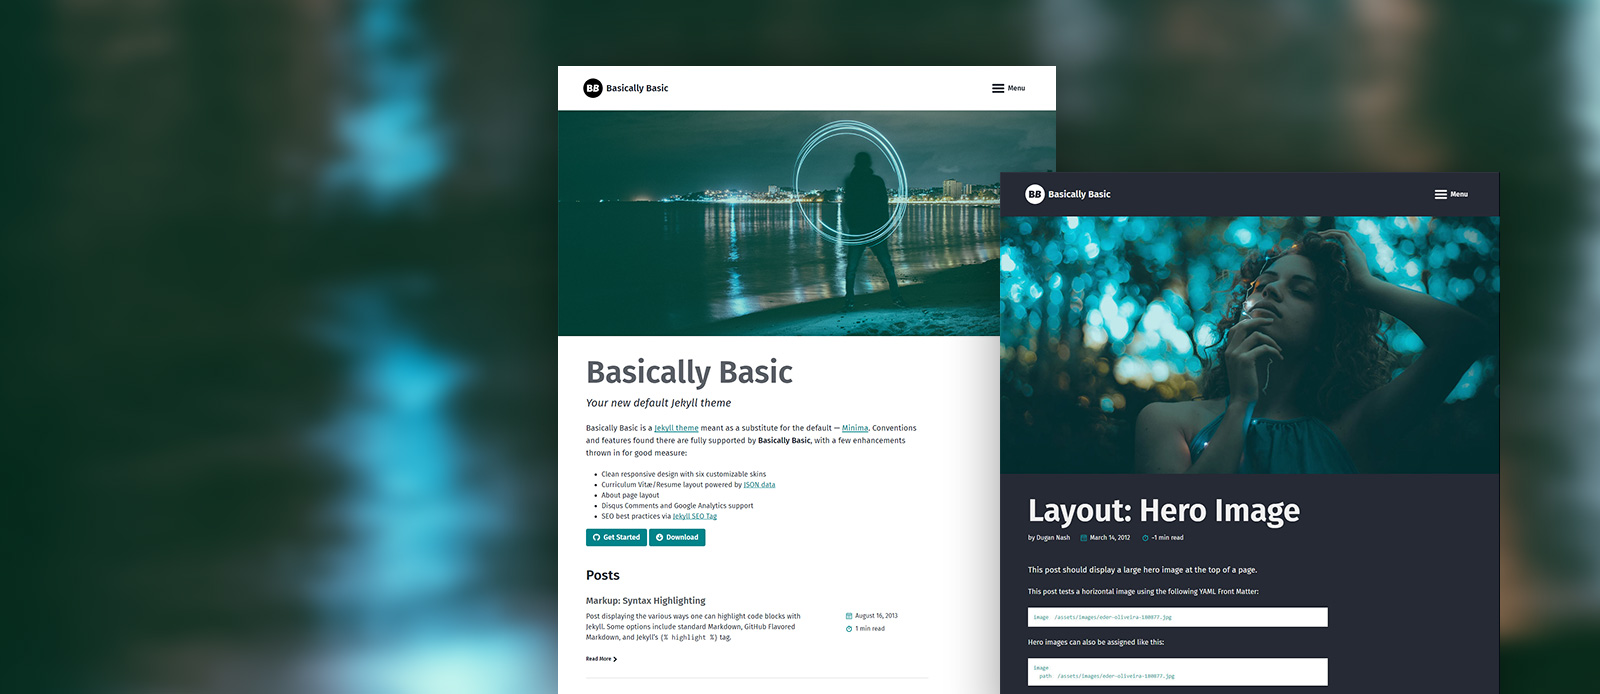 BB Basically Basic
Menu
Basically Basic
Your new default Jekyll theme
Basically Basic is a Jekyll theme meant as a substitute for the default — Minima. Conventions
and features found there are fully supported by Basically Basic, with a few enhancements
thrown in for good measure:
• Clean responsive design with six customizable skins
• Curriculum Vitæ/Resume layout powered by JSON data
• About page layout
• Disqus Comments and Google Analytics support
• SEO best practices via Jekyll SEO Tag
Get Started
Download
Posts
Markup: Syntax Highlighting
Post displaying the various ways one can highlight code blocks with
Jekyll. Some options include standard Markdown, GitHub Flavored
Markdown, and Jekyll's {% highlight %} tag.
August 16, 2013
1 min read
Read More
BB Basically Basic
Menu
Layout: Hero Image
by Dugan Nash
March 14, 2012
~1 min read
This post should display a large hero image at the top of a page.
This post tests a horizontal image using the following YAML Front Matter:
image /assets/images/eder-oliveira-180877.jpg
Hero images can also be assigned like this:
image
path /assets/images/eder-oliveira-180877.jpg